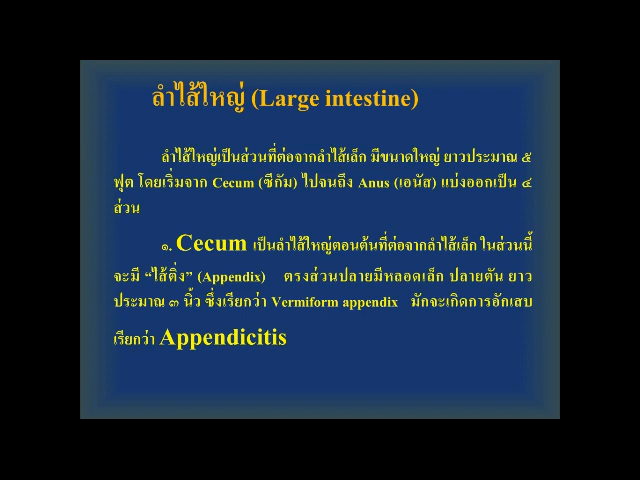 ลำไส้ใหญ่ (Large intestine)
ลำไส้ใหญ่เป็นส่วนที่ต่อจากลำไส้เล็ก มีขนาดใหญ่ ยาวประมาณ ๕
ฟุต โดยเริ่มจาก Cecum (ซีกัม) ไปจนถึง Anus (เอนัส) แบ่งออกเป็น ๔
ส่วน
๑. Cecum เป็นลำไส้ใหญ่ตอนต้นที่ต่อจากลำไส้เล็ก ในส่วนนี้
จะมี “ไส้ติ่ง” (Appendix) ตรงส่วนปลายมีหลอดเล็ก ปลายตัน ยาว
ประมาณ ๓ นิ้ว ซึ่งเรียกว่า Vermiform appendix มักจะเกิดการอักเสบ
เรียกว่า Appendicitis